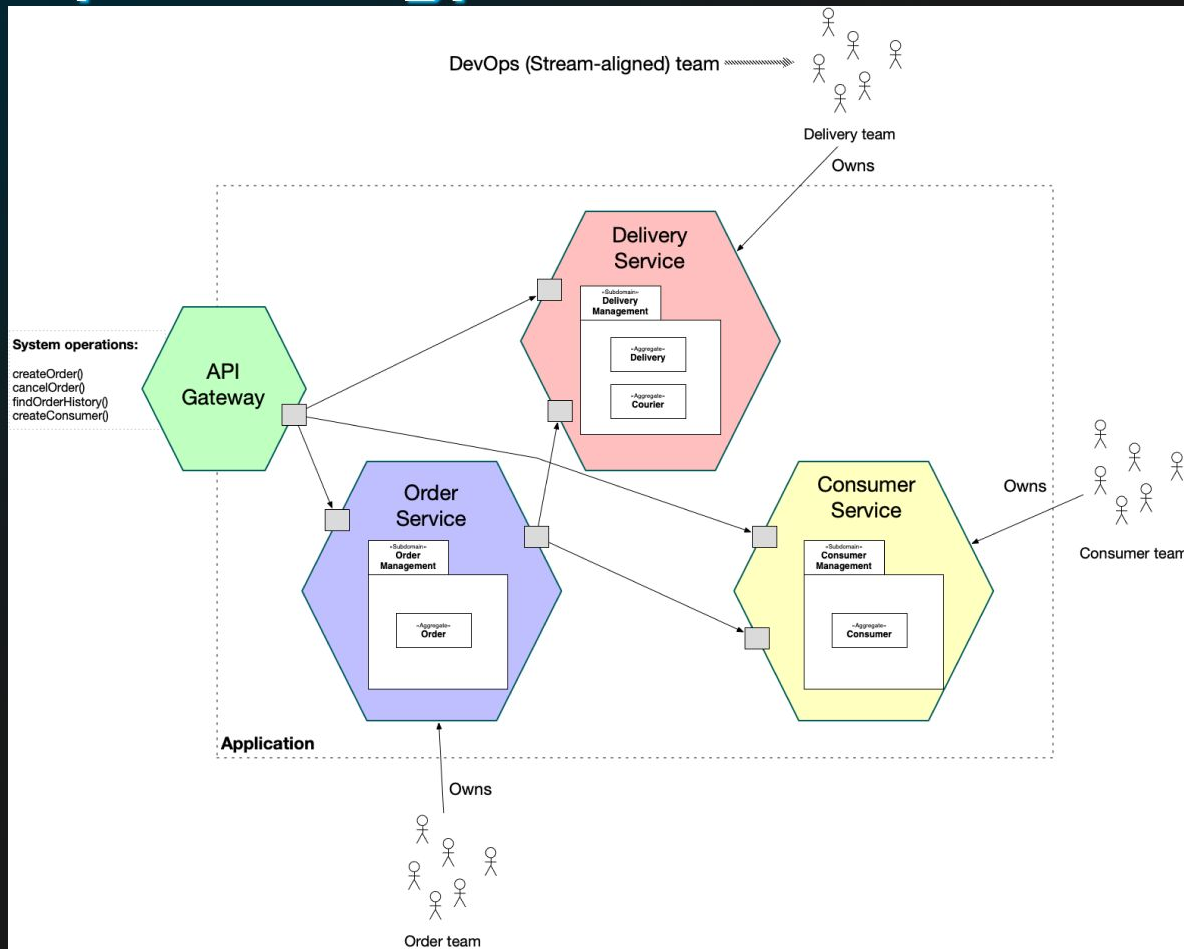 DevOps (Stream-aligned) team
Delivery team
Owns
Delivery
Service
«Subdomain»
Delivery
Management
«Aggregate»
Delivery
«Aggregate»
Courier
API
Gateway
System operations:
createOrder()
cancelOrder()
findOrderHistory()
createConsumer()
Order
Service
«Subdomain»
Order
Management
«Aggregate»
Order
Consumer
Service
«Subdomain»
Consumer
Management
«Aggregate»
Consumer
Owns
Consumer team
Application
Owns
Order team